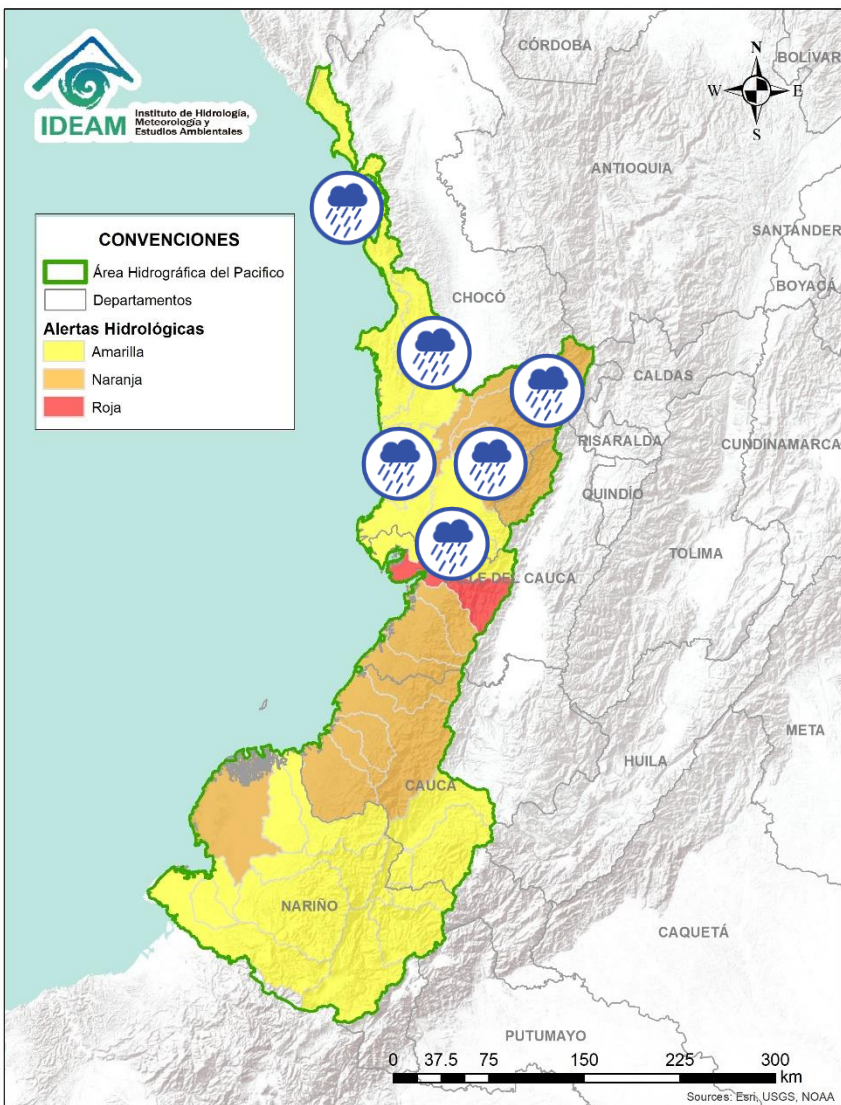 IDEAM
Instituto de Hidrología,
Meteorología y
Estudios Ambientales
N
W
E
S
CÓRDOBA
BOLÍVAR
ANTIOQUIA
SANTANDER
BOYACÁ
CONVENCIONES
Área Hidrográfica del Pacifico
Departamentos
Alertas Hidrológicas
Amarilla
Naranja
Roja
CHOCÓ
CALDAS
RISARALDA
CUNDINAMARCA
QUINDÍO
TOLIMA
LE DEL CAUCA
META
HUILA
CAUCA
NARIÑO
CAQUETÁ
PUTUMAYO
0 37.5 75 150 225 300
km
Sources: Esri, USGS, NOAA